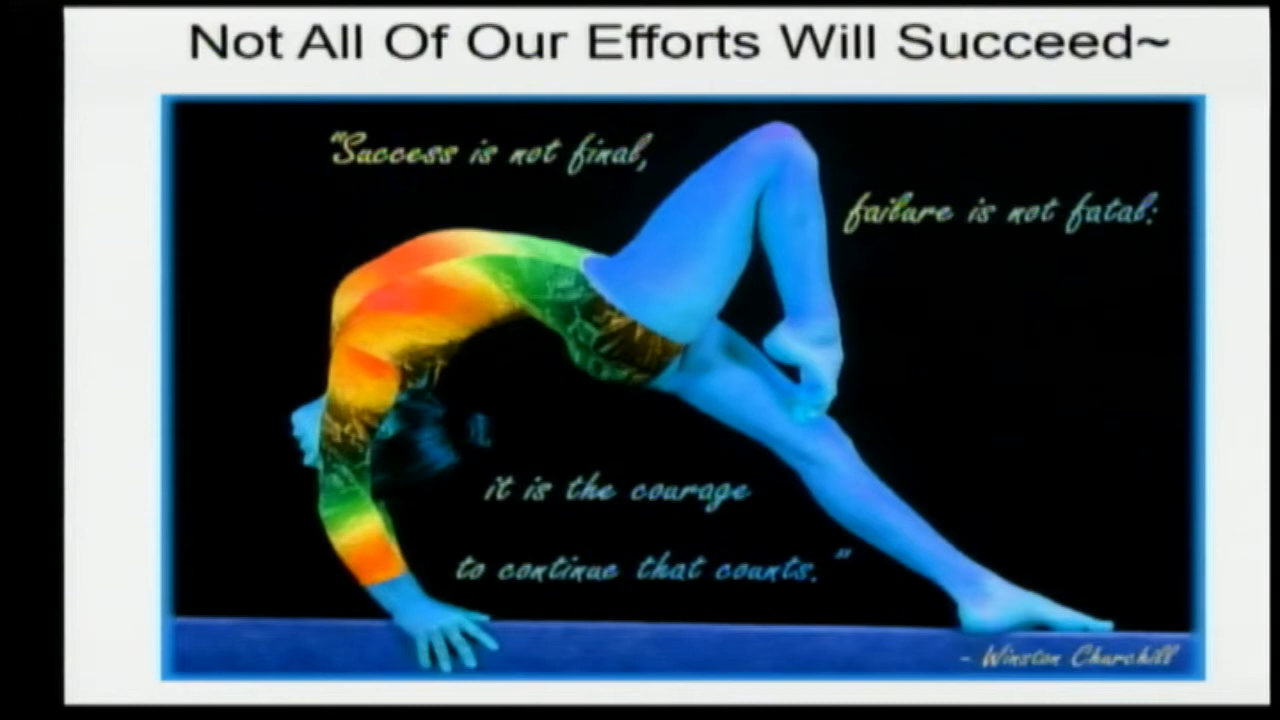 Not All Of Our Efforts Will Succeed~
"Success is not final,
failure is not fatal:
it is the courage
to continue that counts."
- Winston Churchill